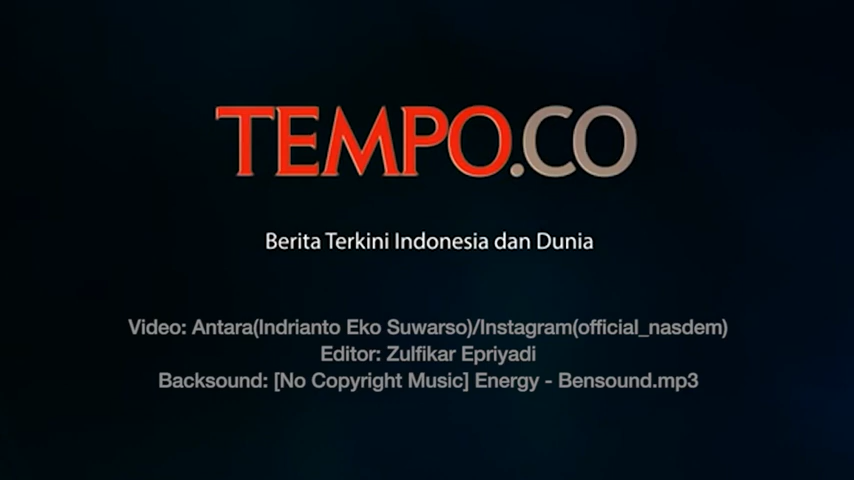 TEMPO.CO
Berita Terkini Indonesia dan Dunia
Video: Antara(Indrianto Eko Suwarso)/Instagram(official_nasdem)
Editor: Zulfikar Epriyadi
Backsound: [No Copyright Music] Energy - Bensound.mp3